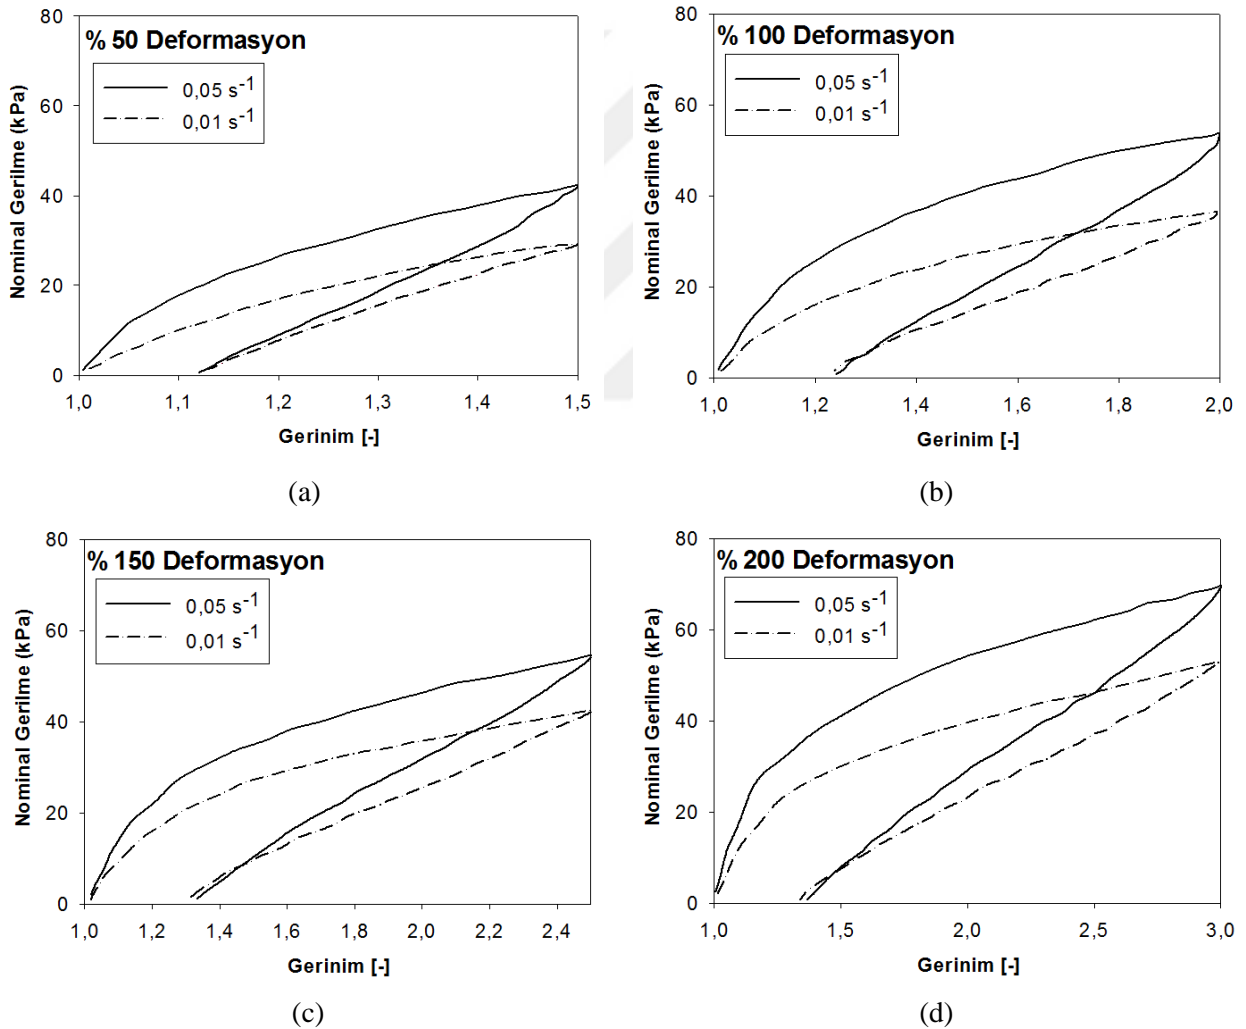 % 50 Deformasyon
0,05 s-1
0,01 s-1
Nominal Gerilme (kPa)
80
60
40
20
0
1,0 1,1 1,2 1,3 1,4 1,5
Gerinim [-]
(a)
% 100 Deformasyon
0,05 s-1
0,01 s-1
Nominal Gerilme (kPa)
80
60
40
20
0
1,0 1,2 1,4 1,6 1,8 2,0
Gerinim [-]
(b)
% 150 Deformasyon
0,05 s-1
0,01 s-1
Nominal Gerilme (kPa)
80
60
40
20
0
1,0 1,2 1,4 1,6 1,8 2,0 2,2 2,4
Gerinim [-]
(c)
% 200 Deformasyon
0,05 s-1
0,01 s-1
Nominal Gerilme (kPa)
80
60
40
20
0
1,0 1,5 2,0 2,5 3,0
Gerinim [-]
(d)